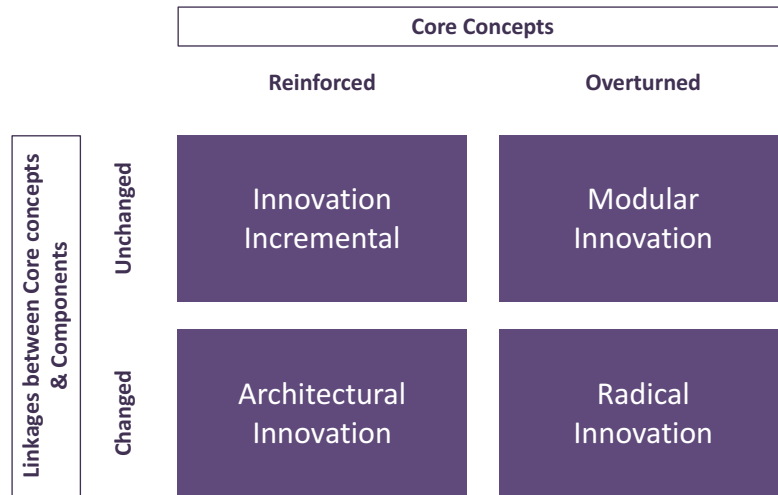 Core Concepts
Reinforced
Overturned
Linkages between Core concepts
& Components
Unchanged
Innovation
Incremental
Modular
Innovation
Changed
Architectural
Innovation
Radical
Innovation